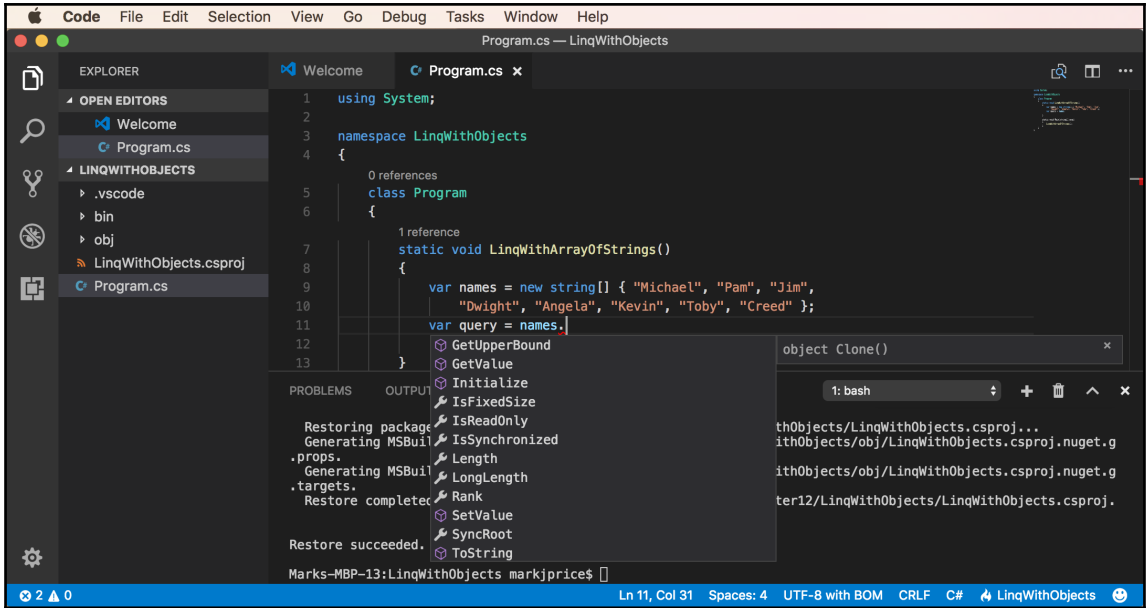 Code File Edit Selection View Go Debug Tasks Window Help
Program.cs — LinqWithObjects
EXPLORER
OPEN EDITORS
Welcome
C# Program.cs
LINQWITHOBJECTS
.vscode
bin
obj
LinqWithObjects.csproj
C# Program.cs
Welcome C# Program.cs ×
1 using System;
2
3 namespace LinqWithObjects
4 {
0 references
5 class Program
6 {
1 reference
7 static void LinqWithArrayOfStrings()
8 {
9 var names = new string[] { "Michael", "Pam", "Jim",
10 "Dwight", "Angela", "Kevin", "Toby", "Creed" };
11 var query = names.
12
13 }
GetUpperBound
GetValue
Initialize
IsFixedSize
IsReadOnly
IsSynchronized
Length
LongLength
Rank
SetValue
SyncRoot
ToString
object Clone() ×
PROBLEMS OUTPUT 1: bash
Restoring package thObjects/LinqWithObjects.csproj...
Generating MSBuil ithObjects/obj/LinqWithObjects.csproj.nuget.g
.props.
Generating MSBuil ithObjects/obj/LinqWithObjects.csproj.nuget.g
.targets.
Restore completed ter12/LinqWithObjects/LinqWithObjects.csproj.
Restore succeeded.
Marks-MBP-13:LinqWithObjects markjprice$
2 0 Ln 11, Col 31 Spaces: 4 UTF-8 with BOM CRLF C# LinqWithObjects